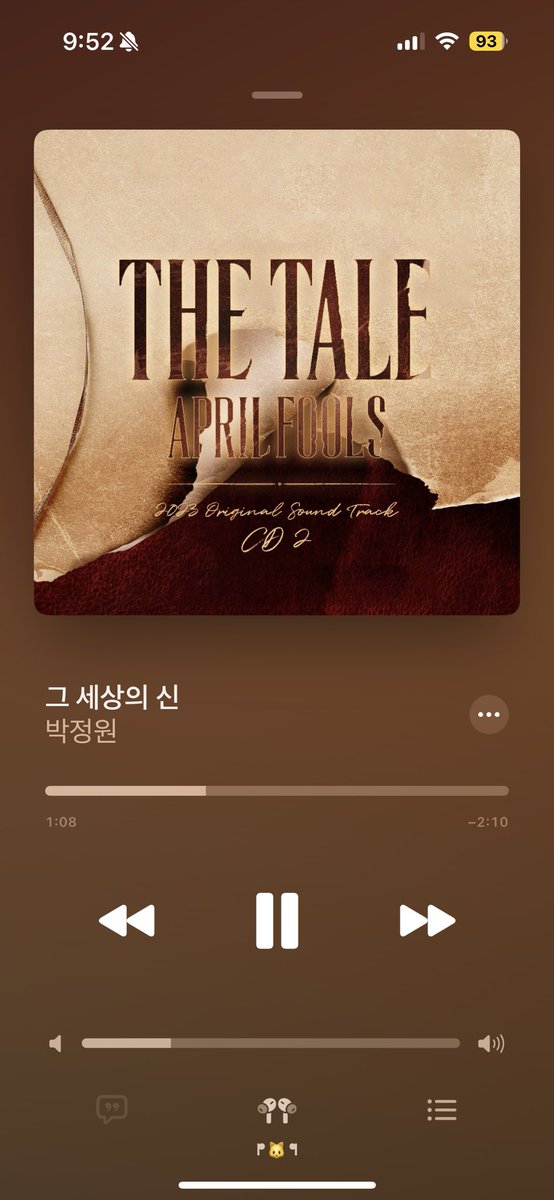 9:52
93
THE TALE
APRIL FOOLS
2023 Original Sound Track
CD 2
그 세상의 신
박정원
1:08
-2:10